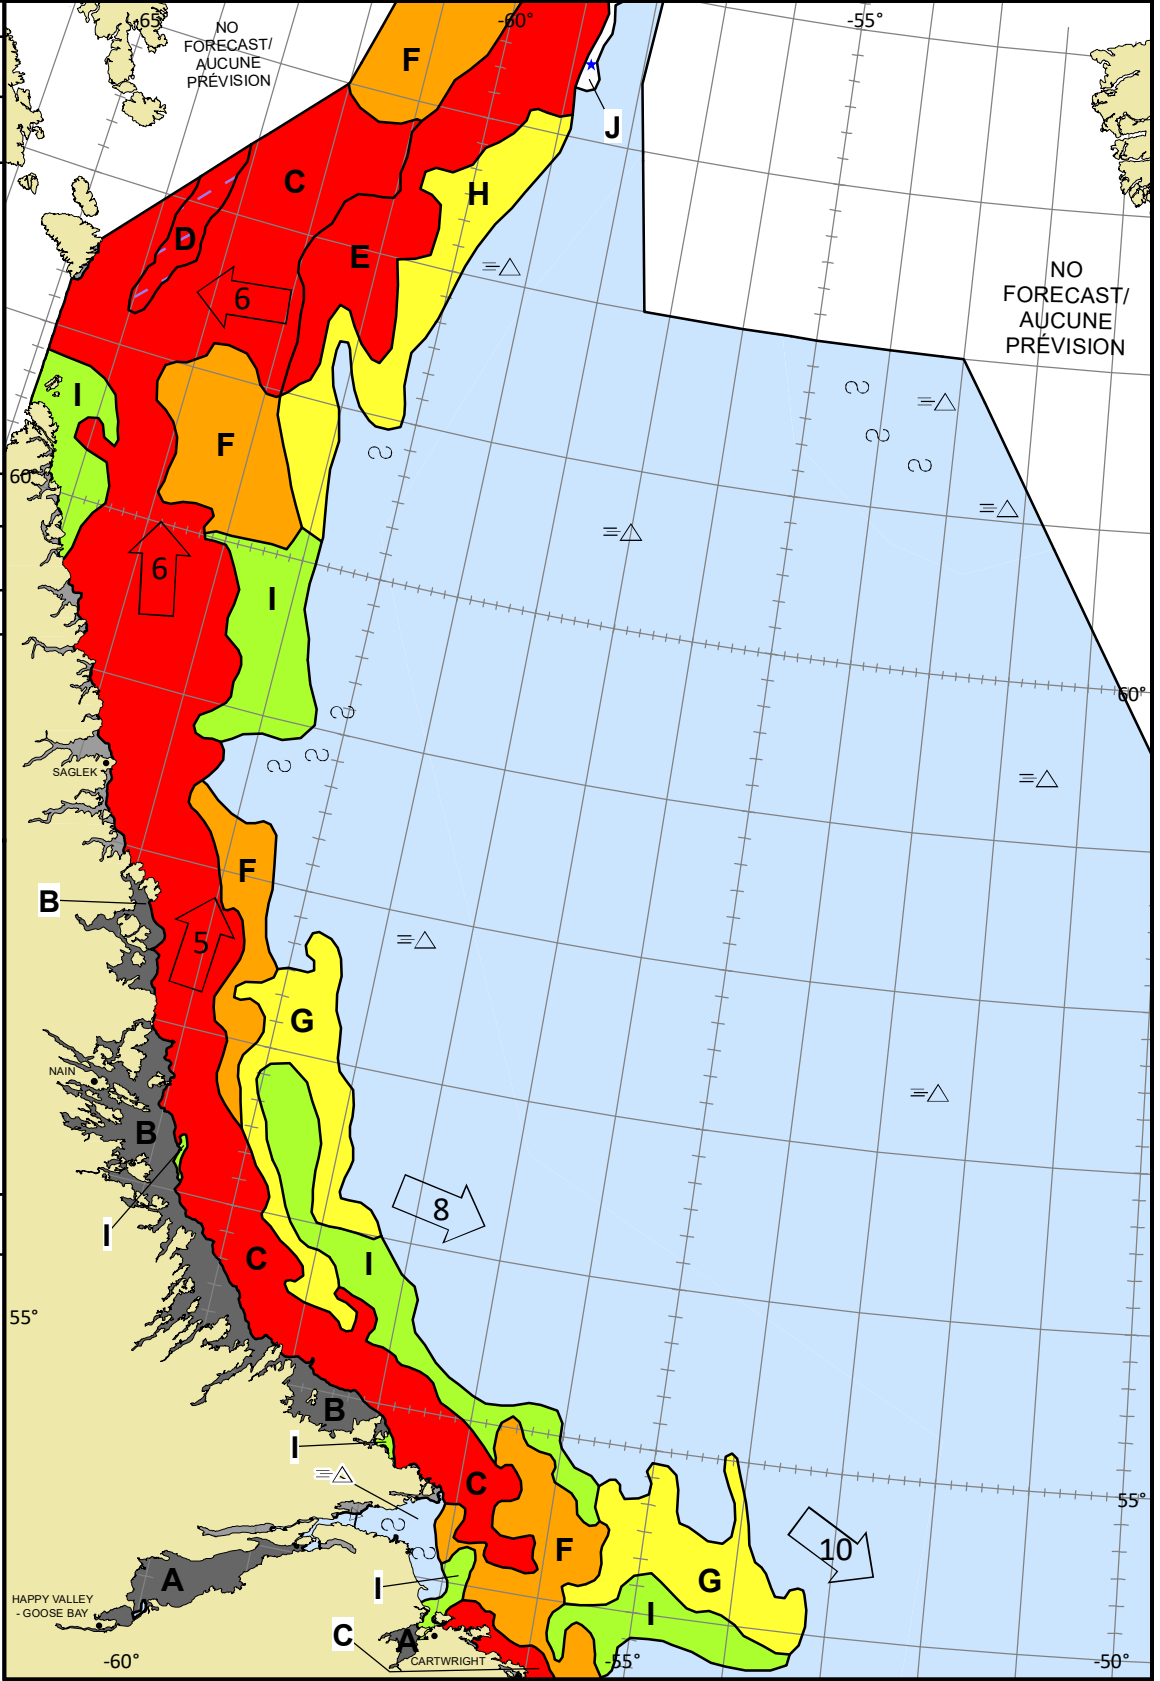 -65°
-60°
-55°
NO
FORECAST/
AUCUNE
PRÉVISION
F
J
C
H
D
E
6
NO
FORECAST/
AUCUNE
PRÉVISION
I
F
60°
6
I
60°
SAGLEK
F
B
5
G
NAIN
B
8
I
C
I
55°
B
I
C
55°
F
10
A
I
G
HAPPY VALLEY
- GOOSE BAY
I
C
A
CARTWRIGHT
-60°
-55°
-50°